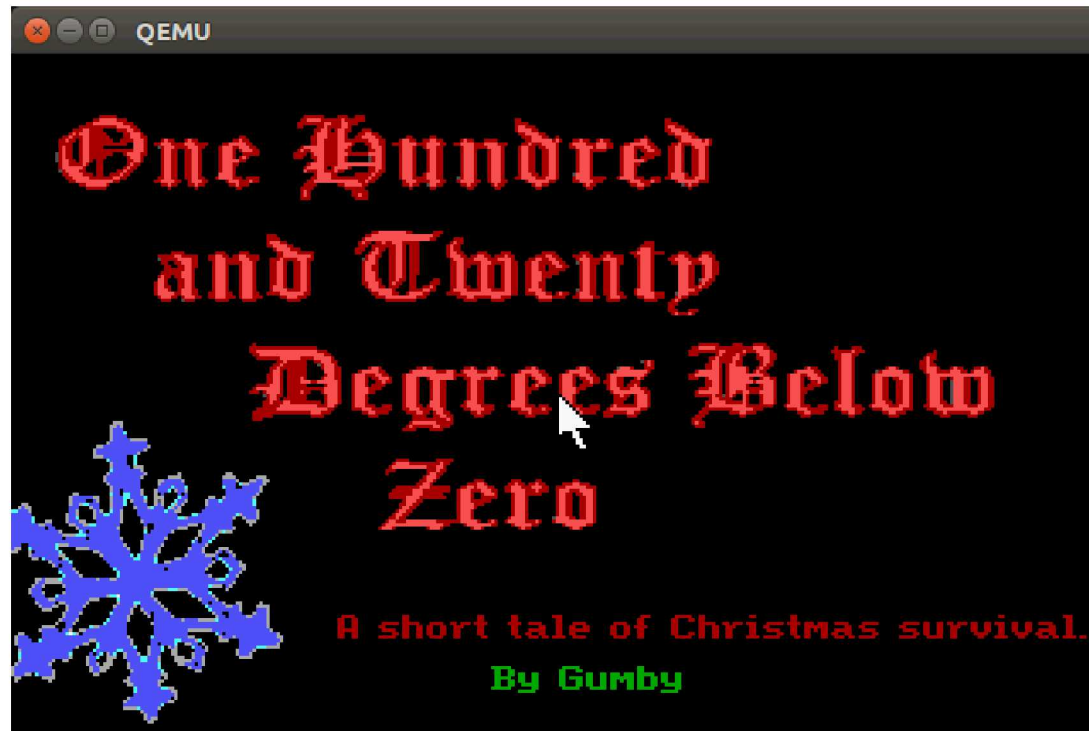 QEMU
One Hundred
and Twenty
Degrees Below
Zero
A short tale of Christmas survival.
By Gumby